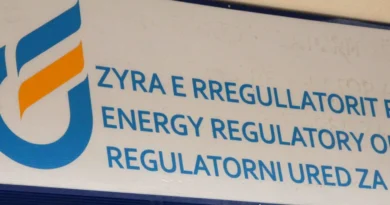 ZYRA E RREGULLATORIT
ENERGY REGULATORY
REGULATORNI URED ZA